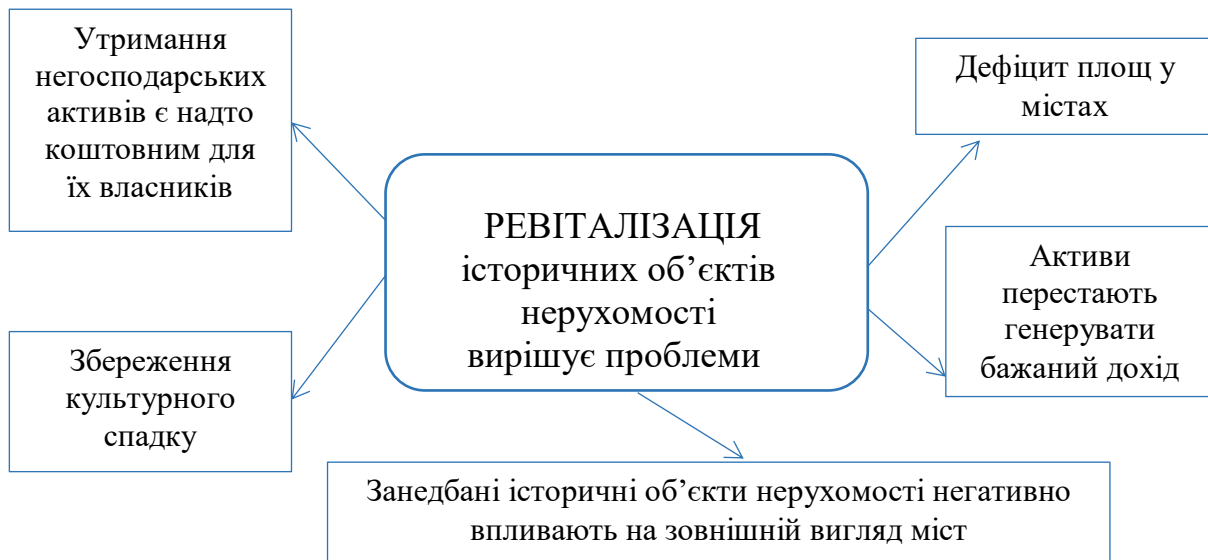 Утримання
негосподарських
активів є надто
коштовним для
їх власників
Дефіцит площ у
містах
РЕВІТАЛІЗАЦІЯ
історичних об’єктів
нерухомості
вирішує проблеми
Активи
перестають
генерувати
бажаний дохід
Збереження
культурного
спадку
Занедбані історичні об’єкти нерухомості негативно
впливають на зовнішній вигляд міст